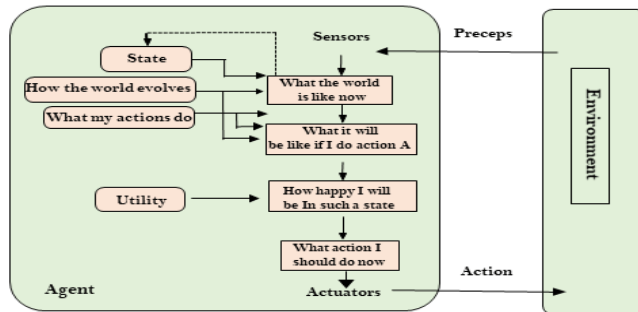 Sensors
Preceps
State
How the world evolves
What the world
is like now
What my actions do
What it will
be like if I do action A
How happy I will
be In such a state
Utility
What action I
should do now
Agent
Actuators
Action
Environment